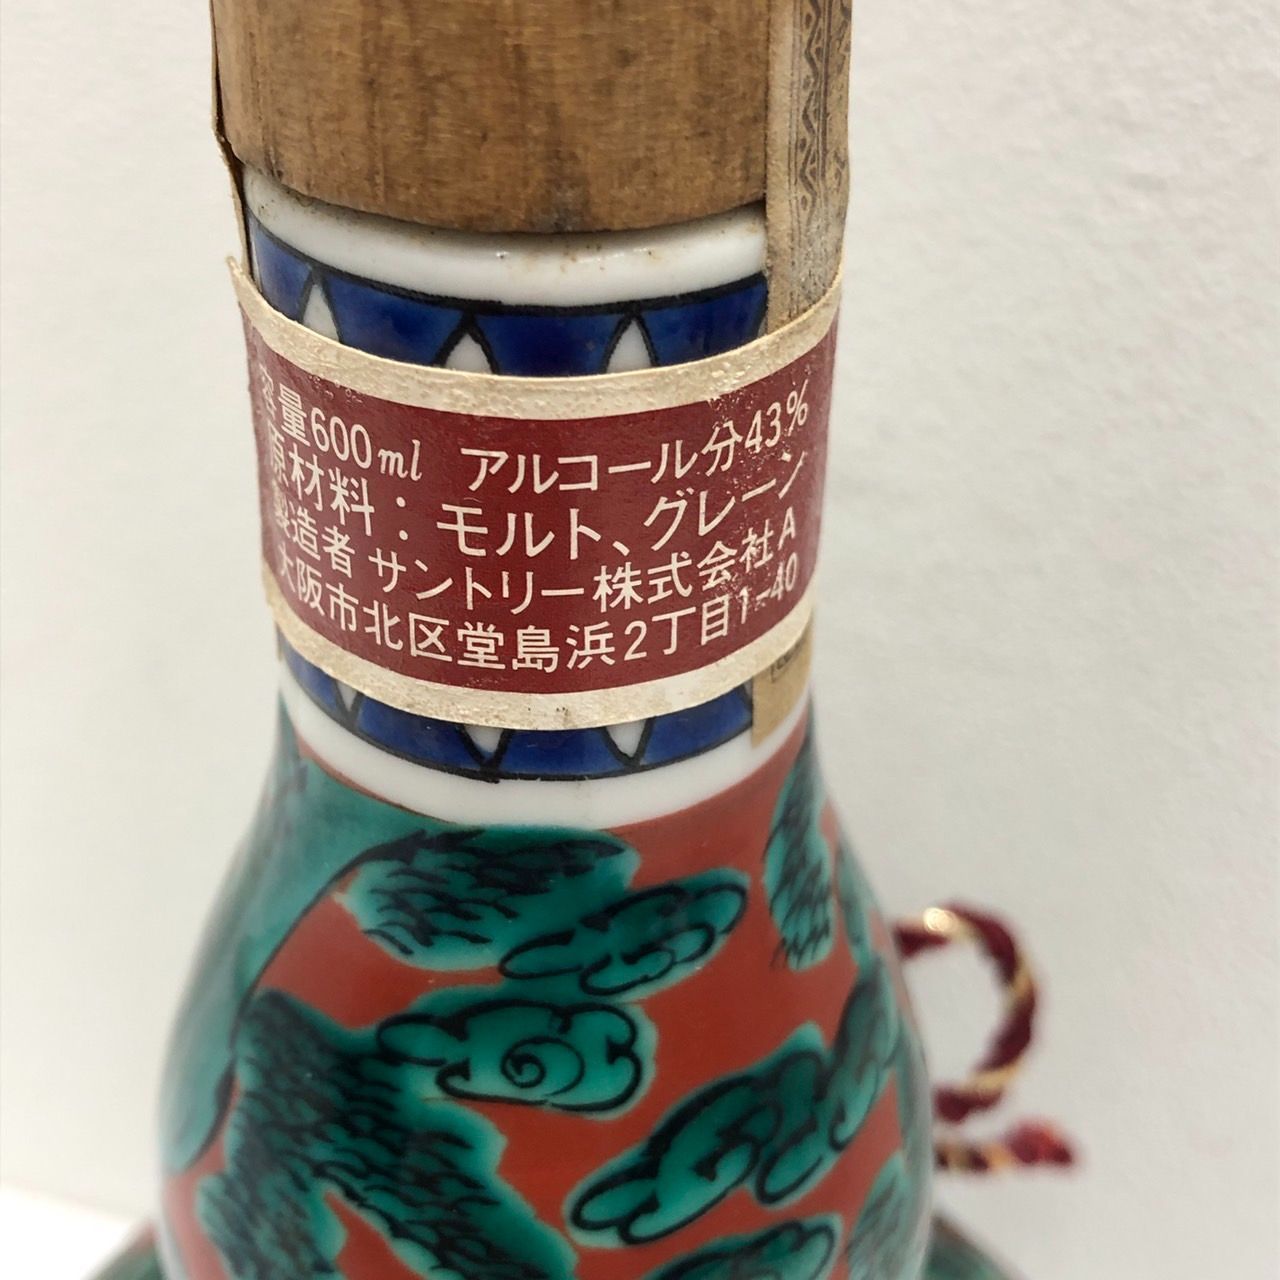 容量600ml アルコール分43%
原材料：モルト、グレーン
製造者 サントリー株式会社A
大阪市北区堂島浜2丁目1-40